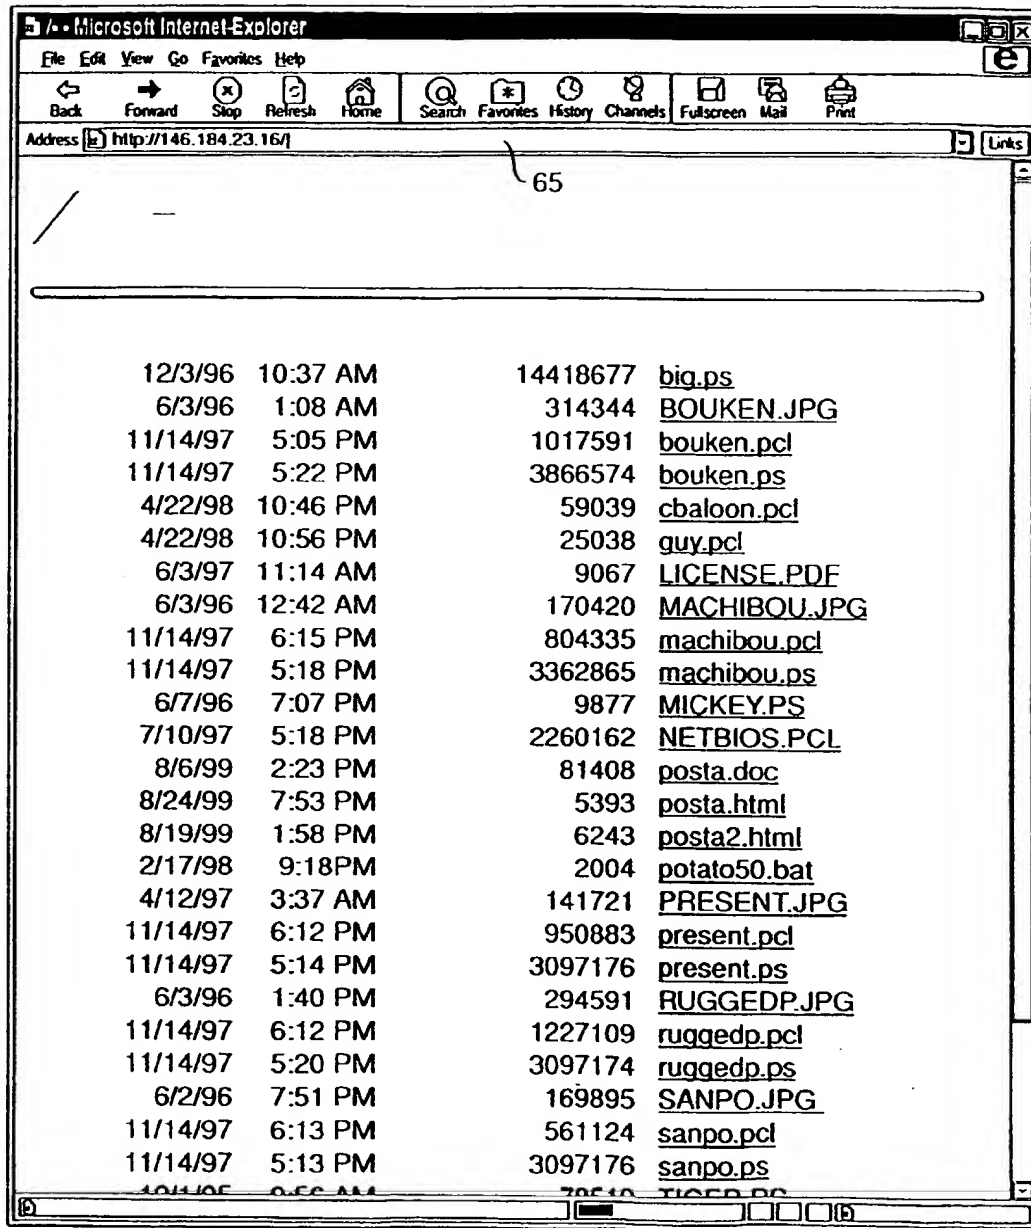 /- - Microsoft Internet-Explorer
File Edit View Go Favorites Help
Back Forward Stop Refresh Home Search Favorites History Channels Fullscreen Mail Print
Address http://146.184.23.16/ Links
65
/ –
12/3/96 10:37 AM 14418677 big.ps
6/3/96 1:08 AM 314344 BOUKEN.JPG
11/14/97 5:05 PM 1017591 bouken.pcl
11/14/97 5:22 PM 3866574 bouken.ps
4/22/98 10:46 PM 59039 cbaloon.pcl
4/22/98 10:56 PM 25038 guy.pcl
6/3/97 11:14 AM 9067 LICENSE.PDF
6/3/96 12:42 AM 170420 MACHIBOU.JPG
11/14/97 6:15 PM 804335 machibou.pcl
11/14/97 5:18 PM 3362865 machibou.ps
6/7/96 7:07 PM 9877 MICKEY.PS
7/10/97 5:18 PM 2260162 NETBIOS.PCL
8/6/99 2:23 PM 81408 posta.doc
8/24/99 7:53 PM 5393 posta.html
8/19/99 1:58 PM 6243 posta2.html
2/17/98 9:18PM 2004 potato50.bat
4/12/97 3:37 AM 141721 PRESENT.JPG
11/14/97 6:12 PM 950883 present.pcl
11/14/97 5:14 PM 3097176 present.ps
6/3/96 1:40 PM 294591 RUGGEDP.JPG
11/14/97 6:12 PM 1227109 ruggedp.pcl
11/14/97 5:20 PM 3097174 ruggedp.ps
6/2/96 7:51 PM 169895 SANPO.JPG
11/14/97 6:13 PM 561124 sanpo.pcl
11/14/97 5:13 PM 3097176 sanpo.ps